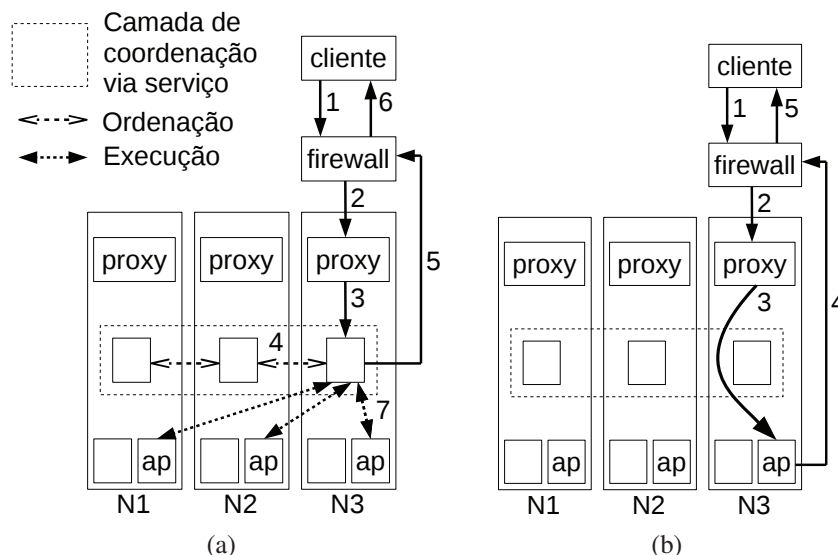 Camada de
coordenação
via serviço
Ordenação
Execução
cliente
1
6
firewall
2
5
proxy
proxy
proxy
3
4
7
ap
ap
ap
N1
N2
N3
(a)
cliente
1
5
firewall
2
proxy
proxy
proxy
3
4
ap
ap
ap
N1
N2
N3
(b)